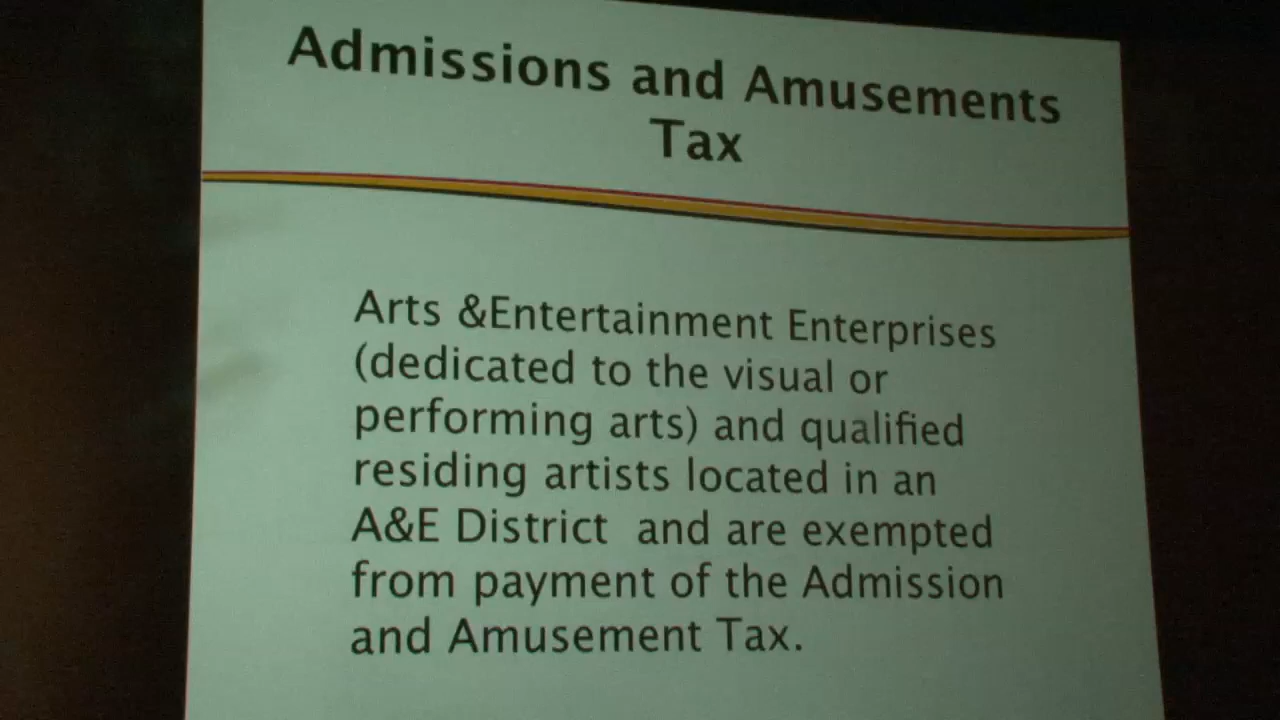 Admissions and Amusements
Tax
Arts &Entertainment Enterprises
(dedicated to the visual or
performing arts) and qualified
residing artists located in an
A&E District  and are exempted
from payment of the Admission
and Amusement Tax.